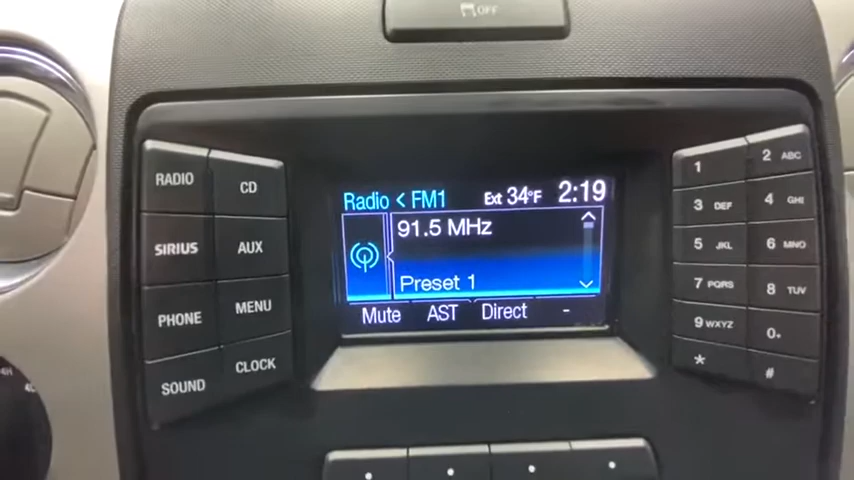 OFF
RADIO
CD
SIRIUS
AUX
PHONE
MENU
SOUND
CLOCK
Radio < FM1 Ext 34°F 2:19
91.5 MHz
Preset 1
Mute AST Direct -
1
2 ABC
3 DEF
4 GHI
5 JKL
6 MNO
7 PQRS
8 TUV
9 WXYZ
0+
*
#
4H